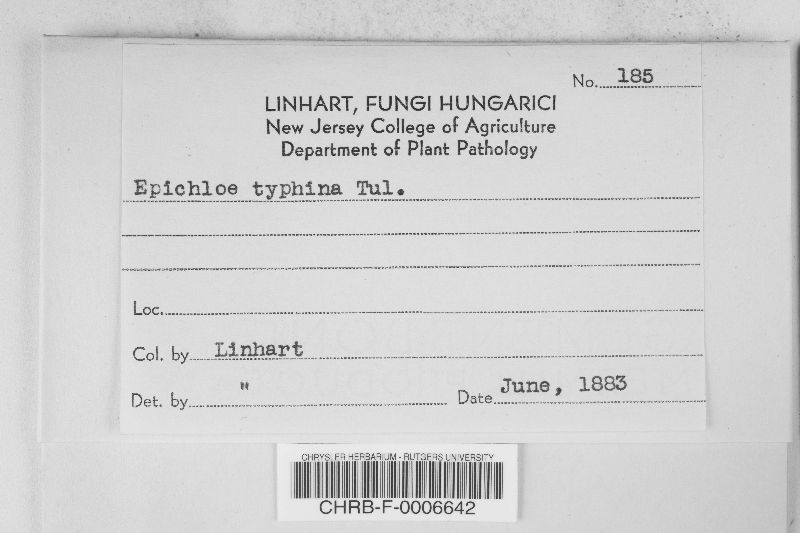 No. 185
LINHART, FUNGI HUNGARICI
New Jersey College of Agriculture
Department of Plant Pathology
Epichloe typhina Tul.
Loc.
Col. by Linhart
Det. by " Date June, 1883
CHRYSLER HERBARIUM - RUTGERS UNIVERSITY
CHRB-F-0006642